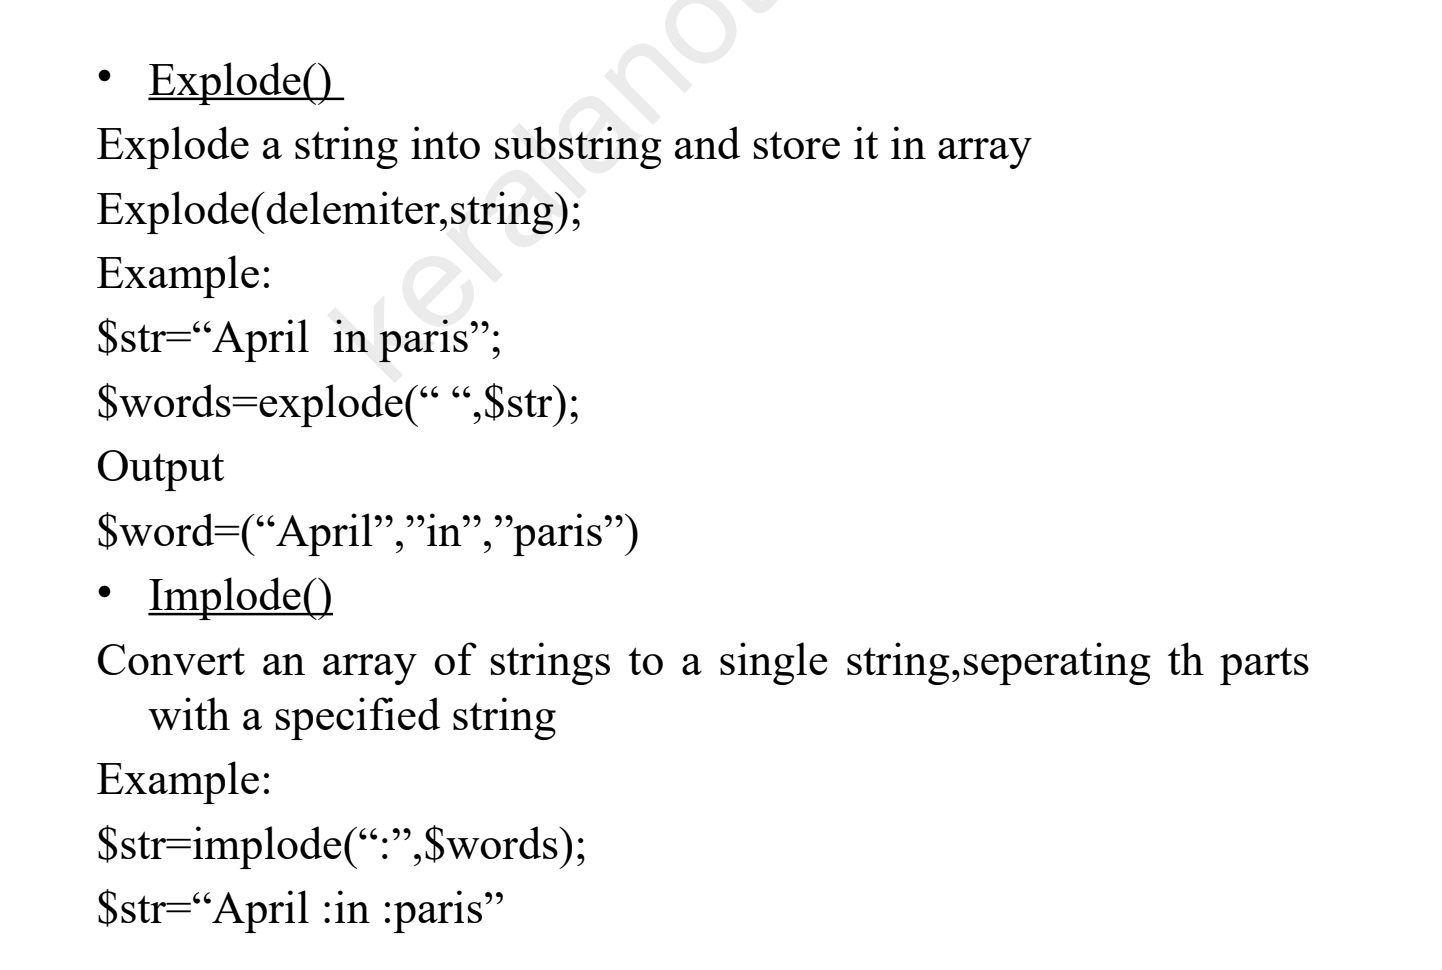 • Explode()
Explode a string into substring and store it in array
Explode(delemiter,string);
Example:
$str=“April  in paris”;
$words=explode(“ “,$str);
Output
$word=(“April”,”in”,”paris”)
• Implode()
Convert an array of strings to a single string,seperating th parts
with a specified string
Example:
$str=implode(“:”,$words);
$str=“April :in :paris”